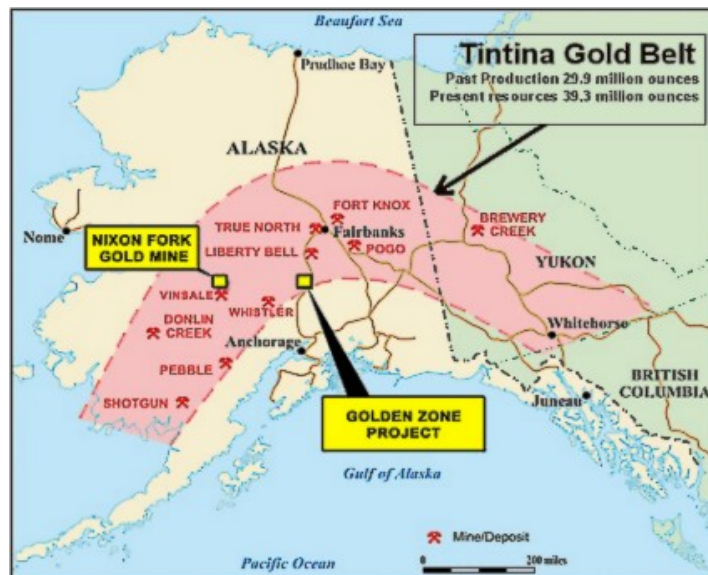 Beaufort Sea
Tintina Gold Belt
Past Production 29.9 million ounces
Present resources 39.3 million ounces
Prudhoe Bay
ALASKA
FORT KNOX
TRUE NORTH
Fairbanks
BREWERY
CREEK
Nome
NIXON FORK
GOLD MINE
LIBERTY BELL
POGO
YUKON
VINSALE
WHISTLER
DONLIN
CREEK
Whitehorse
Anchorage
PEBBLE
BRITISH
COLUMBIA
SHOTGUN
GOLDEN ZONE
PROJECT
Juneau
Gulf of Alaska
Mine/Deposit
Pacific Ocean
0
200 miles